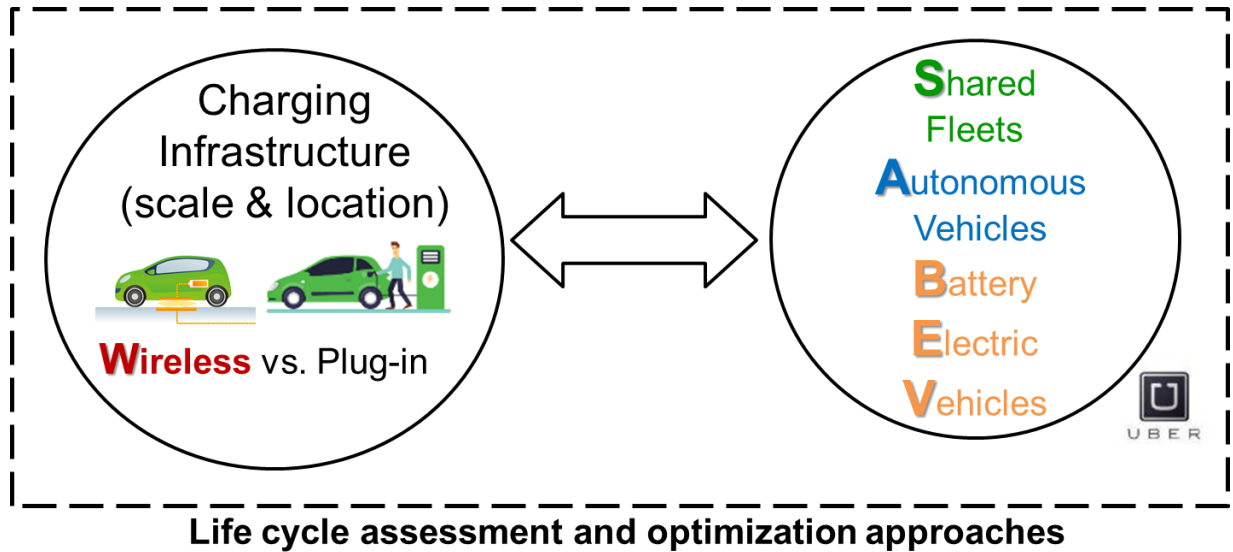 Charging
Infrastructure
(scale & location)
Wireless vs. Plug-in
Shared
Fleets
Autonomous
Vehicles
Battery
Electric
Vehicles
UBER
Life cycle assessment and optimization approaches